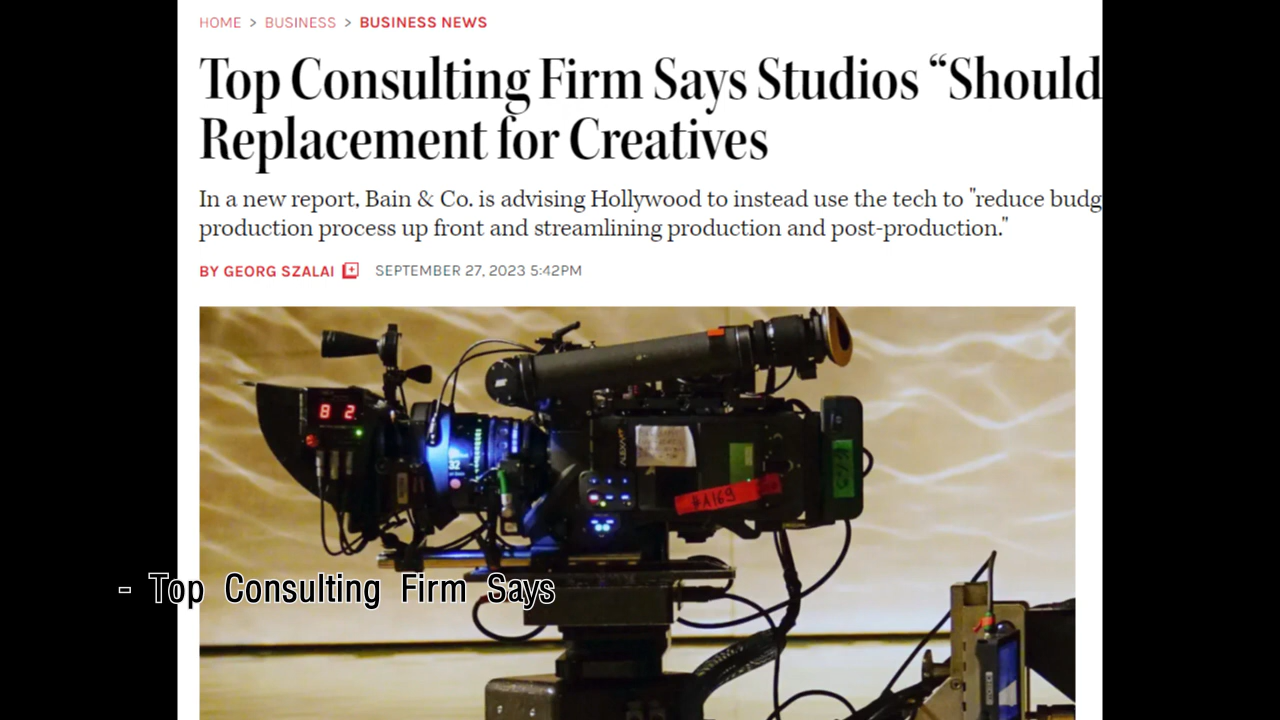 HOME > BUSINESS > BUSINESS NEWS
Top Consulting Firm Says Studios “Should
Replacement for Creatives
In a new report, Bain & Co. is advising Hollywood to instead use the tech to "reduce budg
production process up front and streamlining production and post-production."
BY GEORG SZALAI SEPTEMBER 27, 2023 5:42PM
8 2
32
#A169
- Top Consulting Firm Says